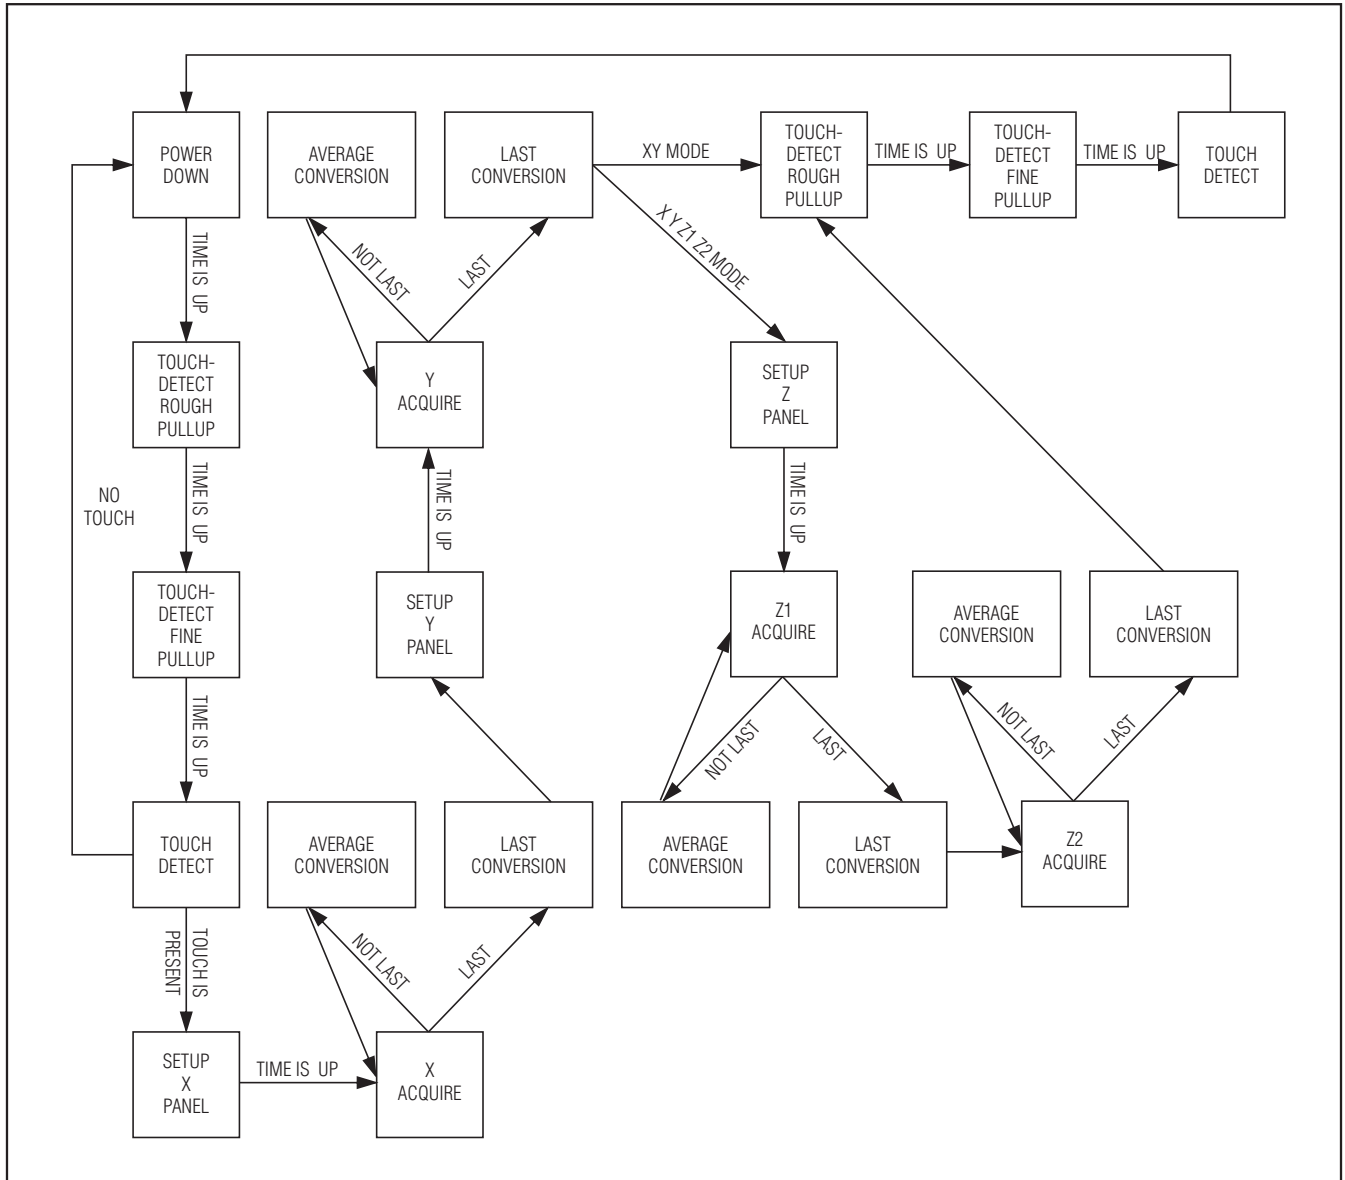 POWER
DOWN
AVERAGE
CONVERSION
LAST
CONVERSION
XY MODE
TOUCH-
DETECT
ROUGH
PULLUP
TIME IS UP
TOUCH-
DETECT
FINE
PULLUP
TIME IS UP
TOUCH
DETECT
TIME IS UP
NOT LAST
LAST
X Y Z1 Z2 MODE
TOUCH-
DETECT
ROUGH
PULLUP
Y
ACQUIRE
SETUP
Z
PANEL
NO
TOUCH
TIME IS UP
TIME IS UP
TIME IS UP
TOUCH-
DETECT
FINE
PULLUP
SETUP
Y
PANEL
Z1
ACQUIRE
AVERAGE
CONVERSION
LAST
CONVERSION
TIME IS UP
NOT LAST
LAST
NOT LAST
LAST
TOUCH
DETECT
AVERAGE
CONVERSION
LAST
CONVERSION
AVERAGE
CONVERSION
LAST
CONVERSION
Z2
ACQUIRE
TOUCH IS
PRESENT
NOT LAST
LAST
SETUP
X
PANEL
TIME IS UP
X
ACQUIRE